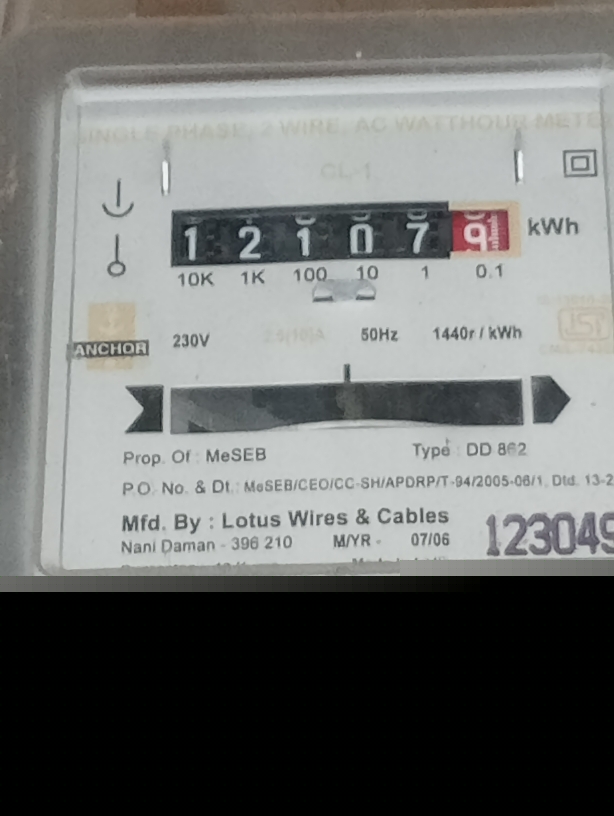 SINGLE PHASE, 2 WIRE, AC WATTHOUR METER
CL-1
1 2 1 0 7 9 kWh
10K 1K 100 10 1 0.1
230V 50Hz 1440r / kWh
ANCHOR
Prop. Of : MeSEB Type : DD 862
P.O. No. & Dt. : MeSEB/CEO/CC-SH/APDRP/T-94/2005-06/1, Dtd. 13-2
Mfd. By : Lotus Wires & Cables
Nani Daman - 396 210 M/YR - 07/06
123049